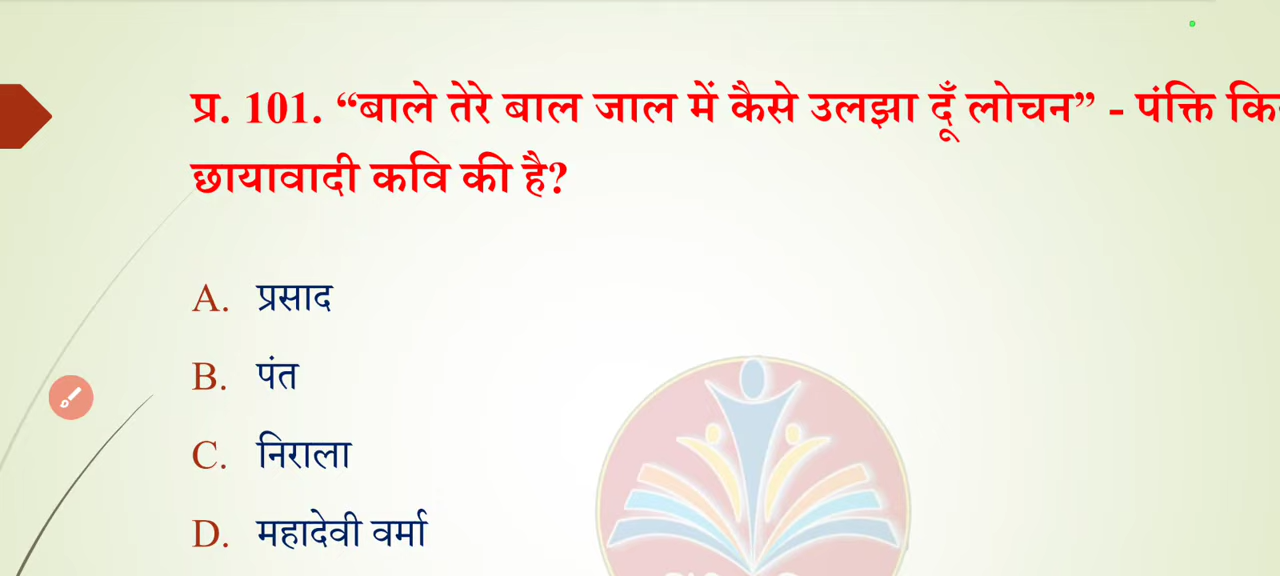 प्र. 101. “बाले तेरे बाल जाल में कैसे उलझा दूँ लोचन” - पंक्ति
छायावादी कवि की है?
A. प्रसाद
B. पंत
C. निराला
D. महादेवी वर्मा